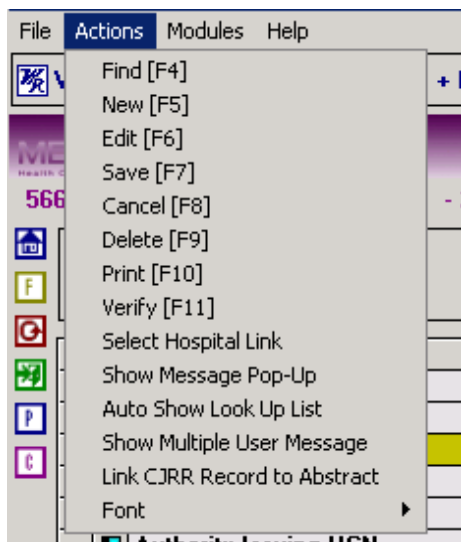 File Actions Modules Help
Find [F4]
New [F5]
Edit [F6]
Save [F7]
Cancel [F8]
Delete [F9]
Print [F10]
Verify [F11]
Select Hospital Link
Show Message Pop-Up
Auto Show Look Up List
Show Multiple User Message
Link CJRR Record to Abstract
Font
566
F
P
C